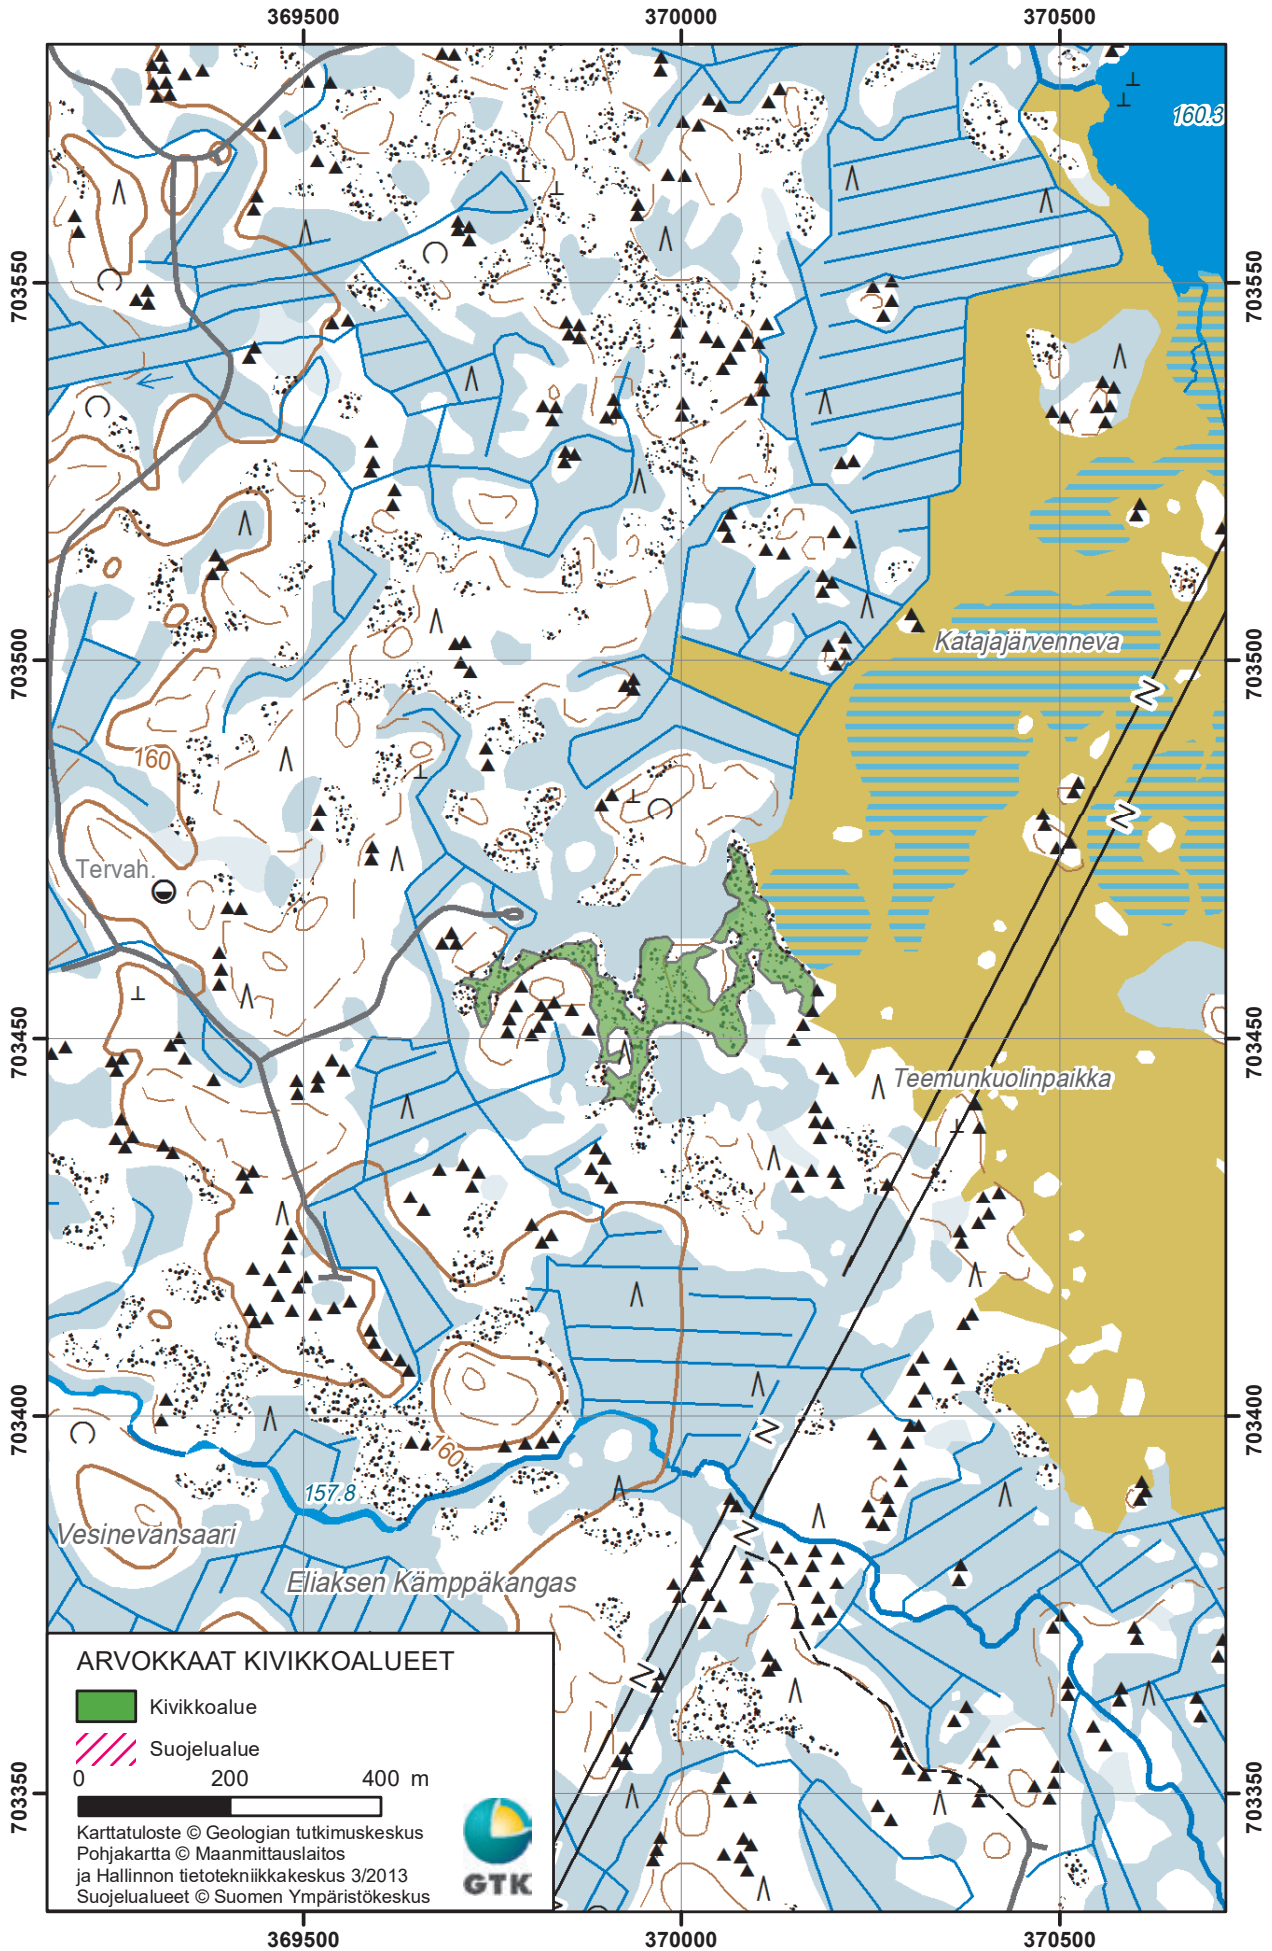 369500 370000 370500
160.3
703550 703550
Katajajärvenneva
703500 703500
N
160
N
Tervah.
703450 703450
Teemunkuolinpaikka
703400 703400
N
160
157.8
N
Vesinevansaari
Eliaksen Kämppäkangas
N
ARVOKKAAT KIVIKKOALUEET
Kivikkoalue
Suojelualue
0 200 400 m
703350 703350
Karttatuloste © Geologian tutkimuskeskus
Pohjakartta © Maanmittauslaitos
ja Hallinnon tietotekniikkakeskus 3/2013
Suojelualueet © Suomen Ympäristökeskus
GTK
369500 370000 370500